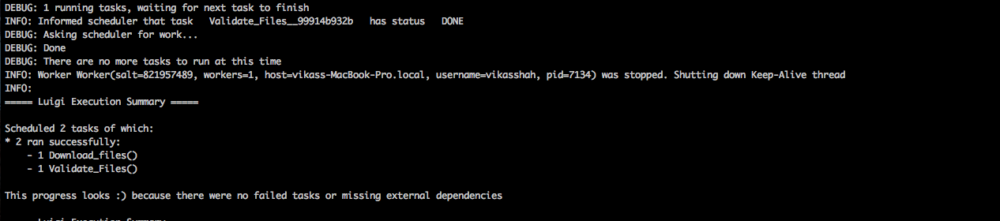 DEBUG: 1 running tasks, waiting for next task to finish
INFO: Informed scheduler that task   Validate_Files__99914b932b   has status   DONE
DEBUG: Asking scheduler for work...
DEBUG: Done
DEBUG: There are no more tasks to run at this time
INFO: Worker Worker(salt=821957489, workers=1, host=vikass-MacBook-Pro.local, username=vikasshah, pid=7134) was stopped. Shutting down Keep-Alive thread
INFO:
===== Luigi Execution Summary =====
Scheduled 2 tasks of which:
* 2 ran successfully:
    - 1 Download_files()
    - 1 Validate_Files()
This progress looks :) because there were no failed tasks or missing external dependencies
Luigi Execution Summary